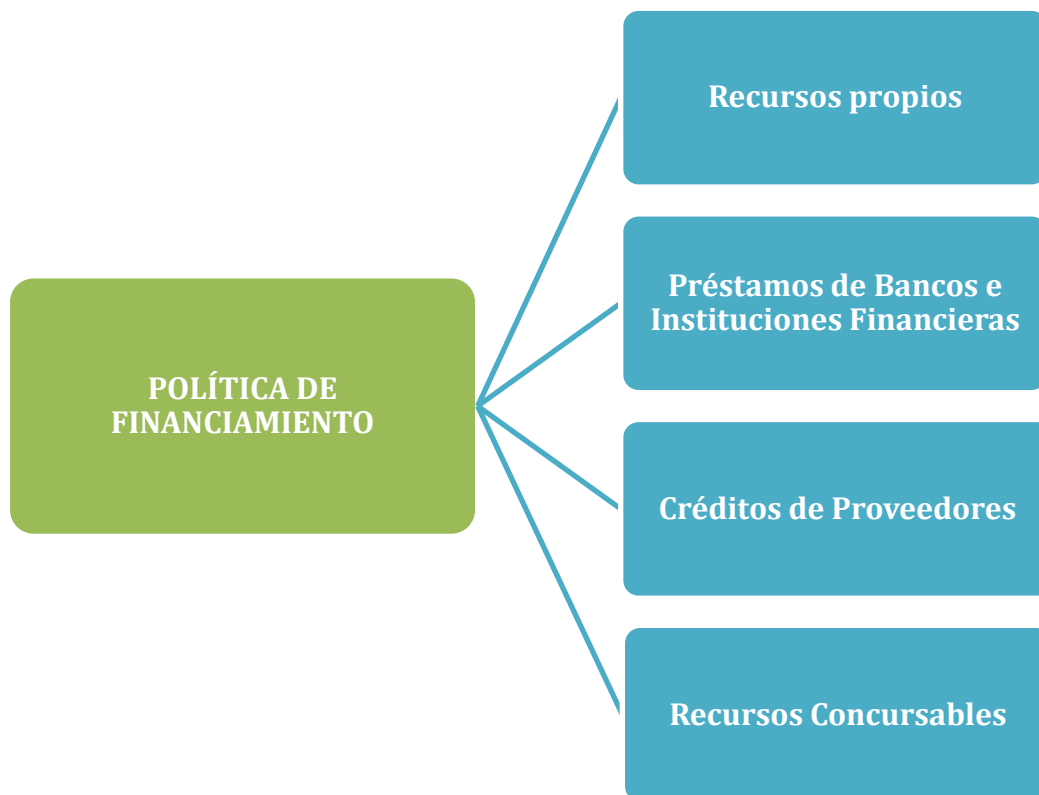 Recursos propios
Préstamos de Bancos e
Instituciones Financieras
POLÍTICA DE
FINANCIAMIENTO
Créditos de Proveedores
Recursos Concursables